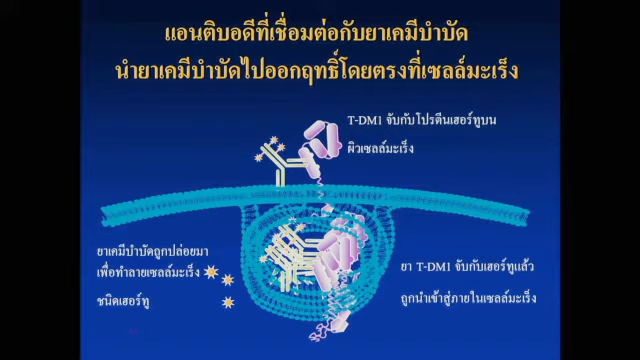 แอนติบอดีที่เชื่อมต่อกับยาเคมีบำบัด
นำยาเคมีบำบัดไปออกฤทธิ์โดยตรงที่เซลล์มะเร็ง
T-DM1 จับกับโปรตีนเฮอร์ทูบน
ผิวเซลล์มะเร็ง
ยาเคมีบำบัดถูกปล่อยมา
เพื่อทำลายเซลล์มะเร็ง
ชนิดเฮอร์ทู
ยา T-DM1 จับกับเฮอร์ทูแล้ว
ถูกนำเข้าสู่ภายในเซลล์มะเร็ง